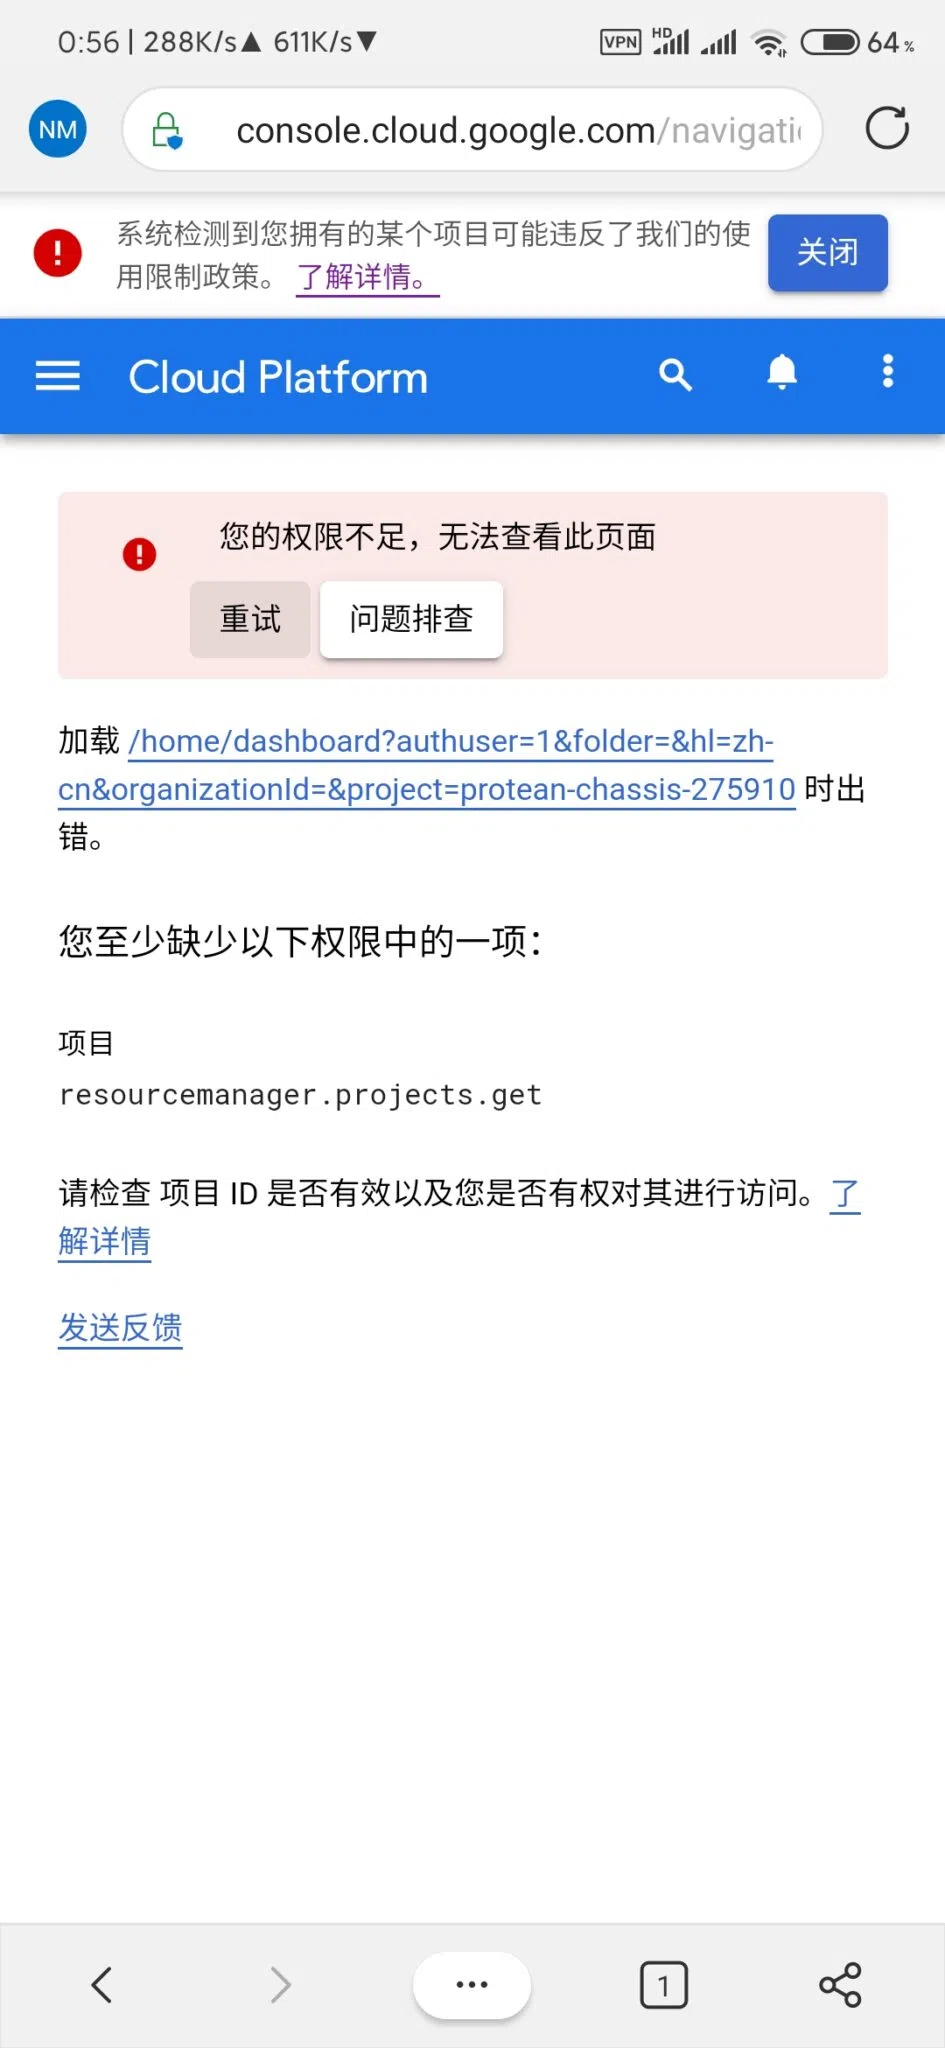 0:56 | 288K/s▲ 611K/s▼ VPN HD 64%
NM console.cloud.google.com/navigati
系统检测到您拥有的某个项目可能违反了我们的使
用限制政策。 了解详情。
关闭
Cloud Platform
您的权限不足，无法查看此页面
重试 问题排查
加载 /home/dashboard?authuser=1&folder=&hl=zh-
cn&organizationId=&project=protean-chassis-275910 时出
错。
您至少缺少以下权限中的一项：
项目
resourcemanager.projects.get
请检查 项目 ID 是否有效以及您是否有权对其进行访问。了
解详情
发送反馈
1